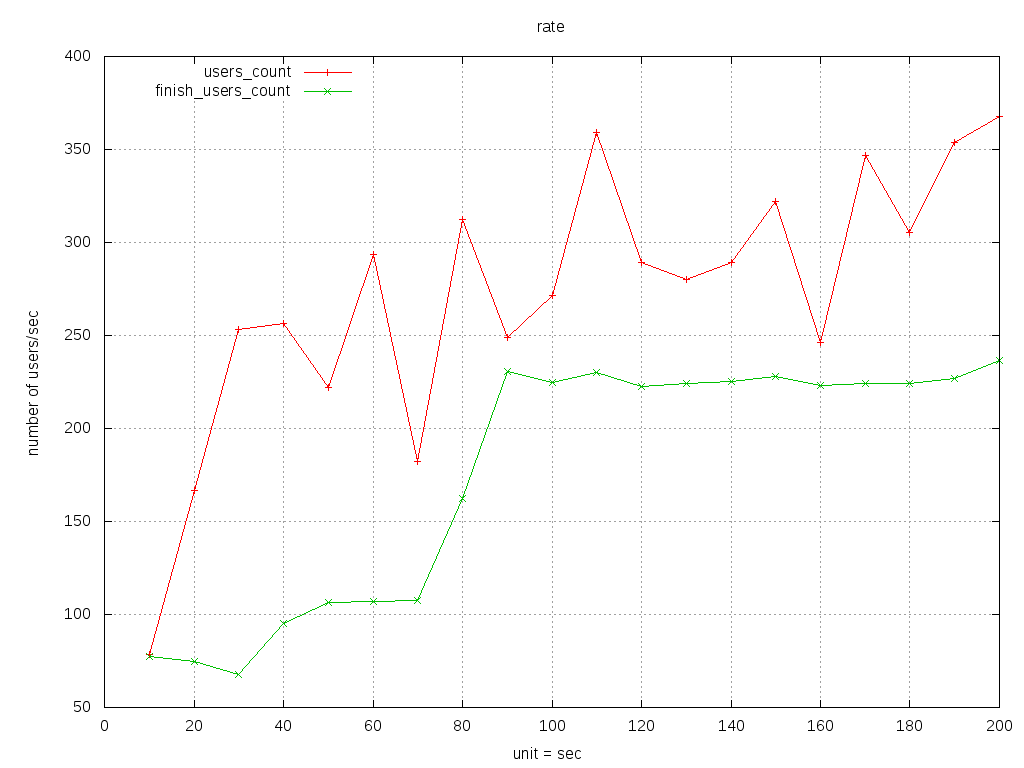 rate
users_count
finish_users_count
400
350
300
250
200
150
100
50
number of users/sec
0 20 40 60 80 100 120 140 160 180 200
unit = sec